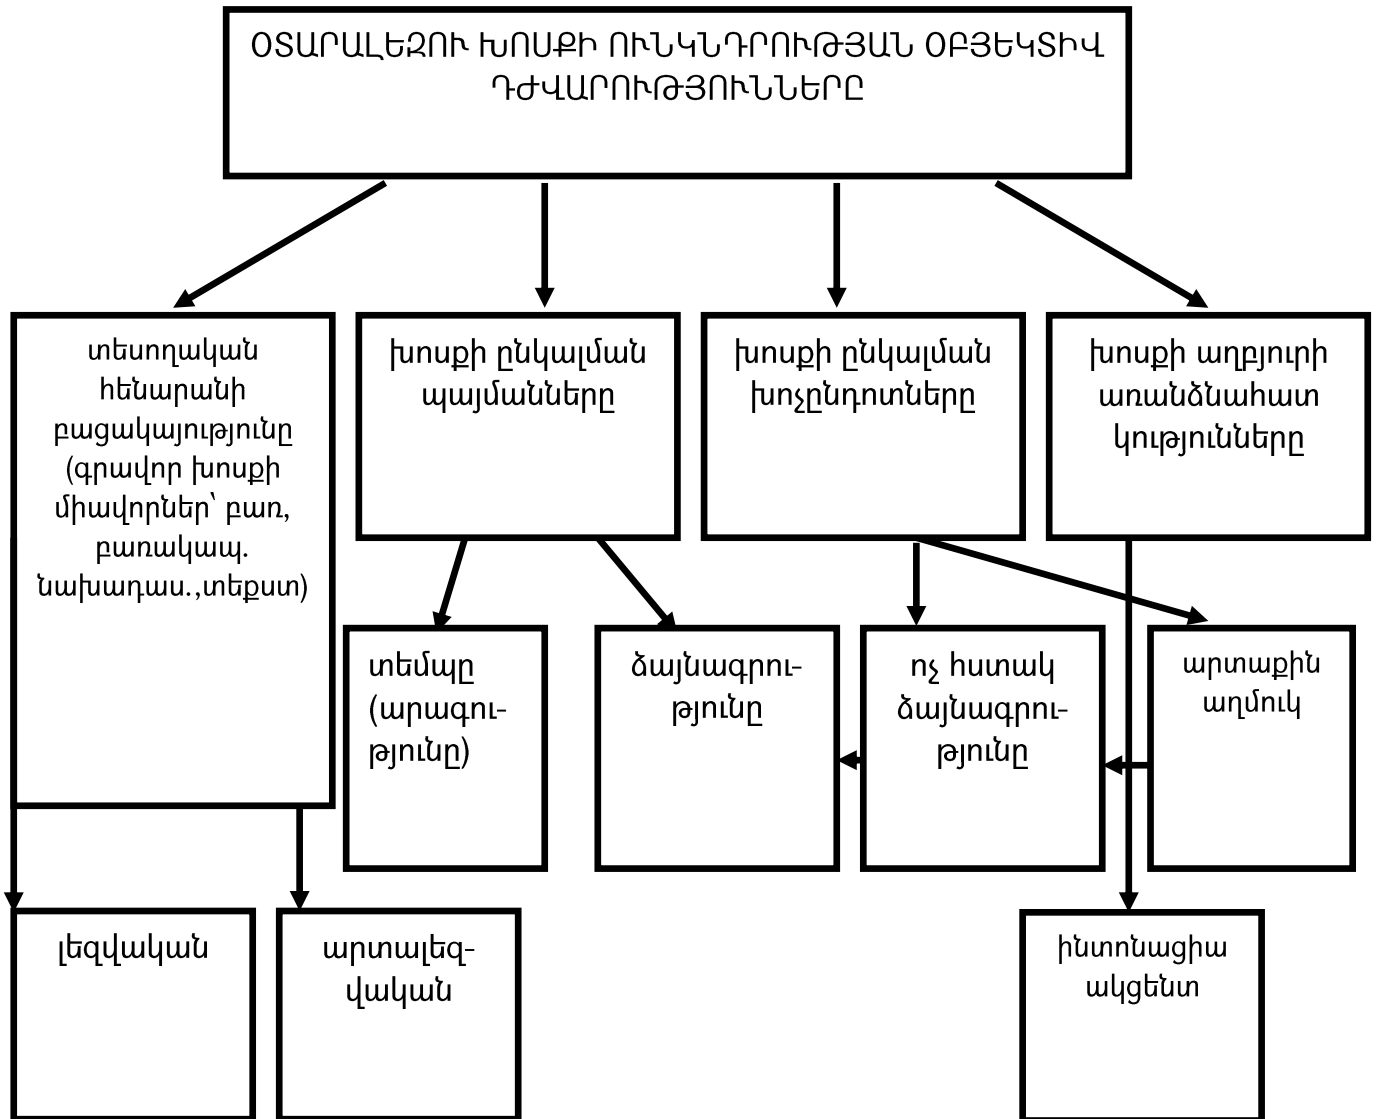 ՕՏԱՐԱԼԵԶՈՒ ԽՈՍՔԻ ՈՒՆԿՆԴՐՈՒԹՅԱՆ ՕԲՅԵԿՏԻՎ
ԴԺՎԱՐՈՒԹՅՈՒՆՆԵՐԸ
տեսողական
հենարանի
բացակայությունը
(գրավոր խոսքի
միավորներ՝ բառ,
բառակապ.
նախադաս.,տեքստ)
խոսքի ընկալման
պայմանները
խոսքի ընկալման
խոչընդոտները
խոսքի աղբյուրի
առանձնահատ
կությունները
տեմպը
(արագու-
թյունը)
ձայնագրու-
թյունը
ոչ հստակ
ձայնագրու-
թյունը
արտաքին
աղմուկ
լեզվական
արտալեզ-
վական
ինտոնացիա
ակցենտ